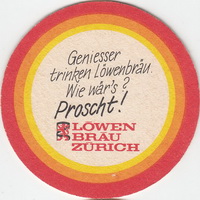 Geniesser
trinken Löwenbräu.
Wie wär's?
Proscht!
LÖWEN
BRÄU
ZÜRICH